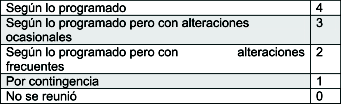 Según lo programado 4
Según lo programado pero con alteraciones 3
ocasionales
Según lo programado pero con alteraciones 2
frecuentes
Por contingencia 1
No se reunió 0